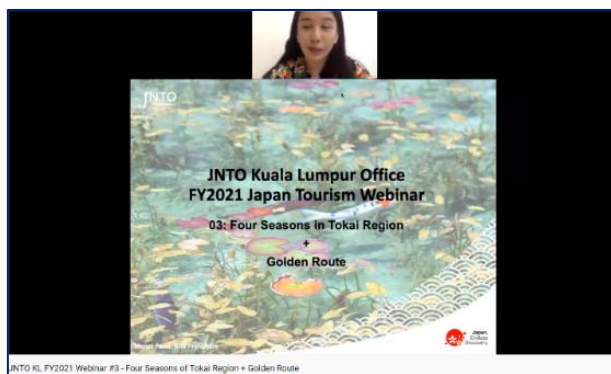 JNTO
JNTO Kuala Lumpur Office
FY2021 Japan Tourism Webinar
03: Four Seasons in Tokai Region
+
Golden Route
Japan.
Endless
Discovery.
JNTO KL FY2021 Webinar #3 - Four Seasons of Tokai Region + Golden Route